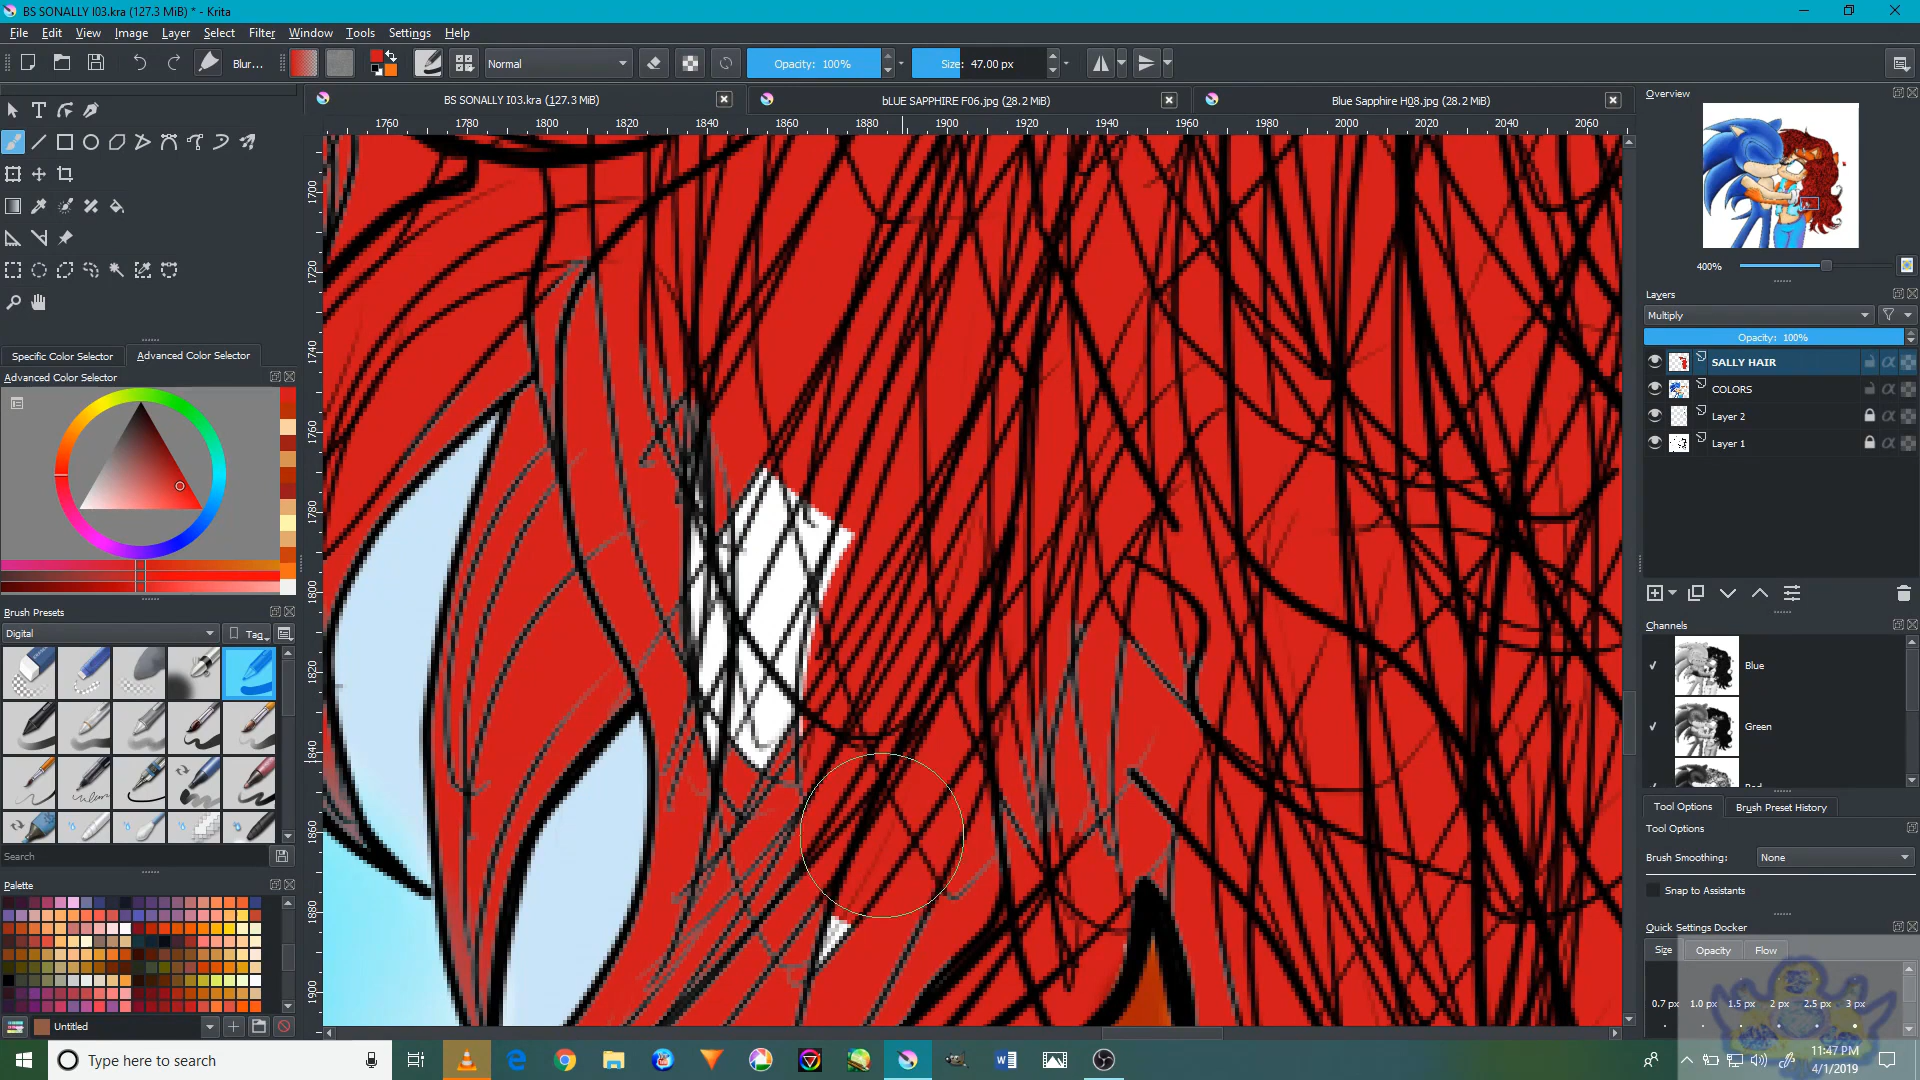 BS SONALLY I03.kra (127.3 MiB) * - Krita
File Edit View Image Layer Select Filter Window Tools Settings Help
Blur...
Normal
Opacity: 100%
Size: 47.00 px
BS SONALLY I03.kra (127.3 MiB)
bLUE SAPPHIRE F06.jpg (28.2 MiB)
Blue Sapphire H08.jpg (28.2 MiB)
760 1780 1800 1820 1840 1860 1880 1900 1920 1940 1960 1980 2000 2020 2040 2060
1700
1720
1740
1760
1780
1800
1820
1840
1860
1880
1900
Specific Color Selector Advanced Color Selector
Advanced Color Selector
Brush Presets
Digital
Tag
Search
Palette
Untitled
Overview
400%
Layers
Multiply
Opacity: 100%
SALLY HAIR
COLORS
Layer 2
Layer 1
Channels
Blue
Green
Tool Options Brush Preset History
Tool Options
Brush Smoothing: None
Snap to Assistants
Quick Settings Docker
Size Opacity Flow
0.7 px 1.0 px 1.5 px 2 px 2.5 px 3 px
Type here to search
11:47 PM
4/1/2019